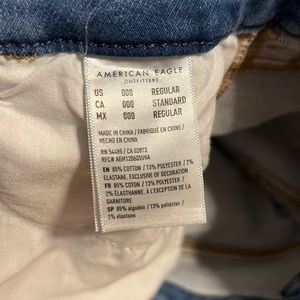 AMERICAN EAGLE
OUTFITTERS
US 000 REGULAR
CA 000 STANDARD
MX 000 REGULAR
MADE IN CHINA / FABRIQUÉ EN CHINE /
HECHO EN CHINA
RN 54485 / CA 03873
EN 85% COTTON / 13% POLYESTER / 2%
ELASTANE. EXCLUSIVE OF DECORATION
FR 85% COTON / 13% POLYESTER /
2% ÉLASTHANNE. À L'EXCEPTION DE LA
GARNITURE
SP 85% algodón / 13% poliéster /
2% elastano